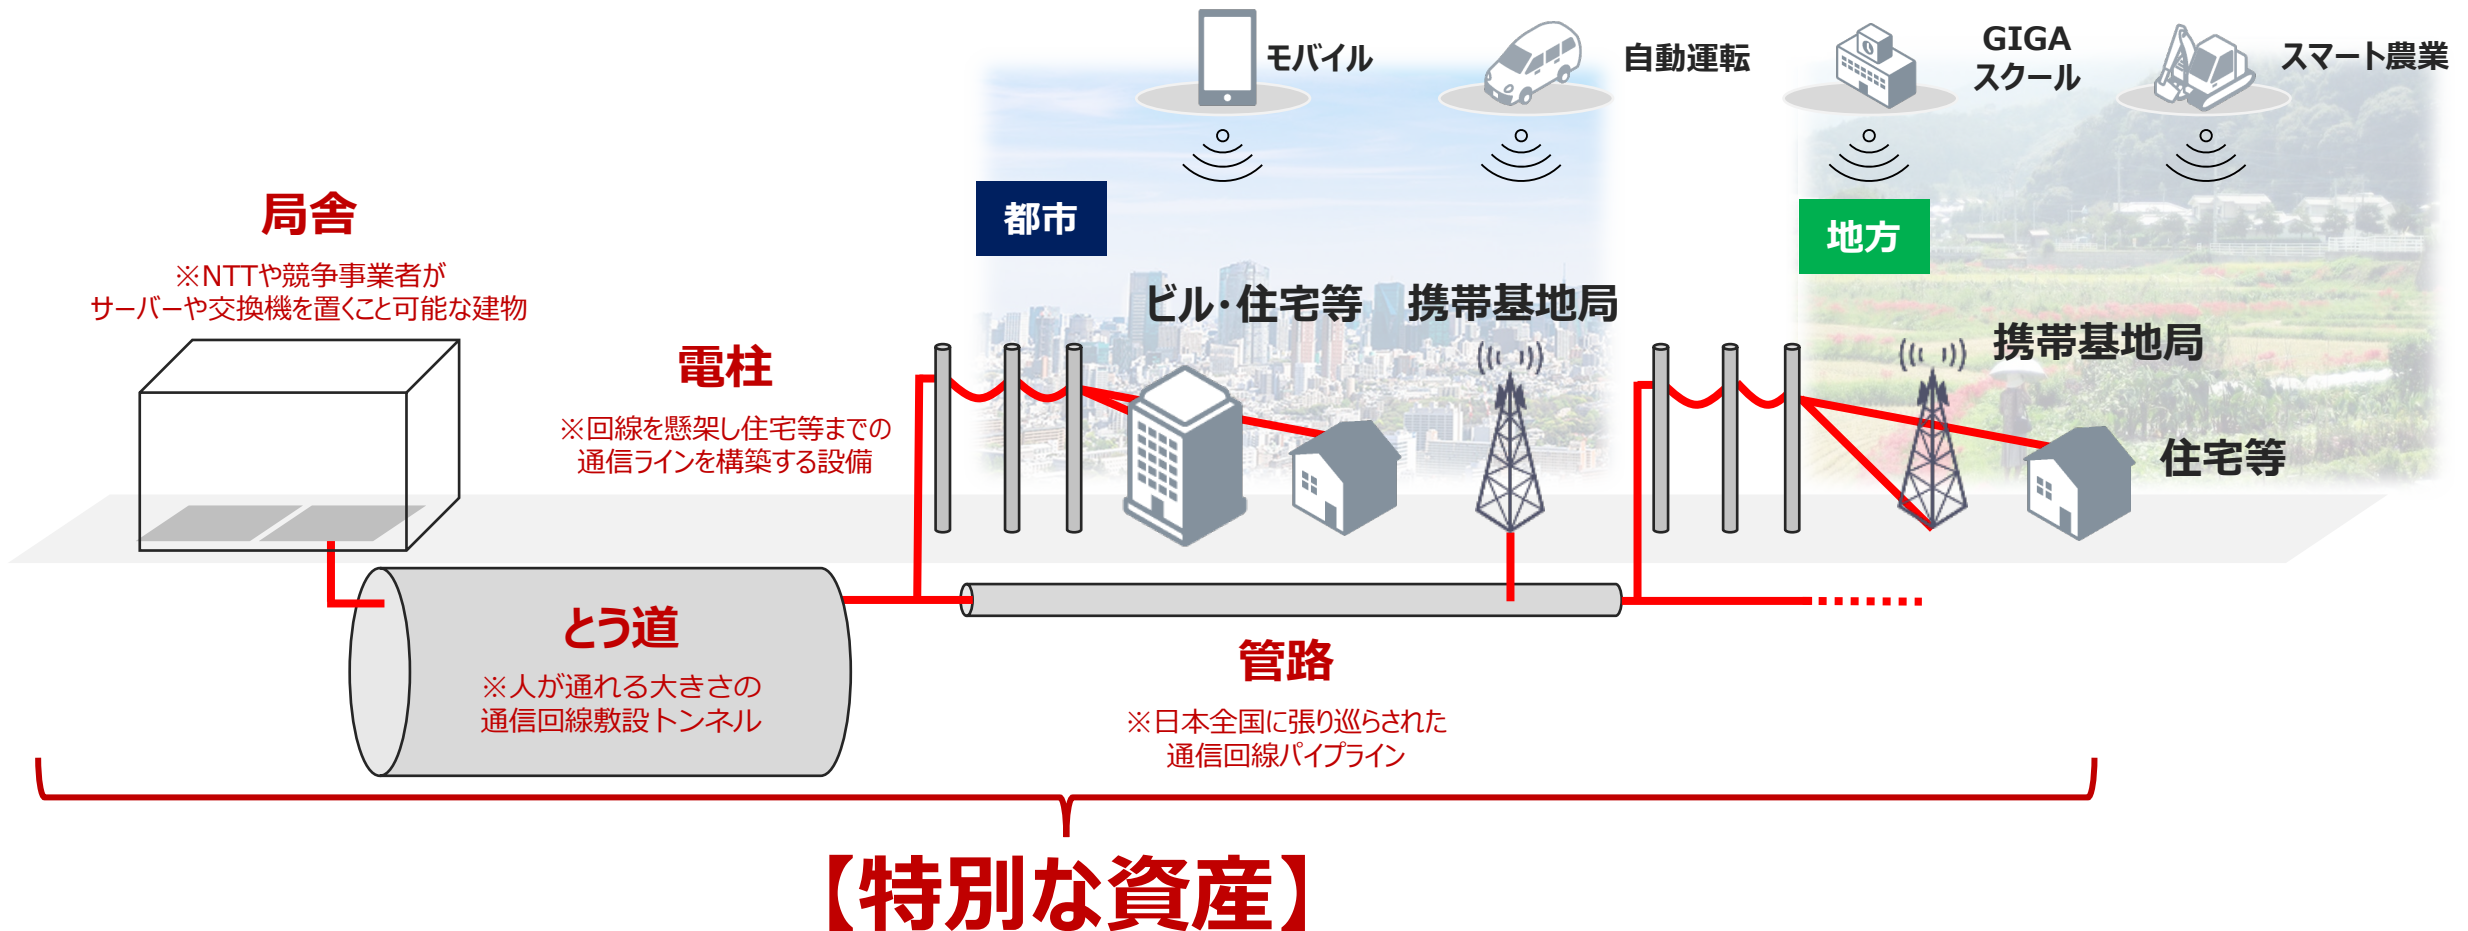 モバイル
自動運転
GIGA
スクール
スマート農業
局舎
※NTTや競争事業者が
サーバーや交換機を置くこと可能な建物
都市
地方
ビル・住宅等
携帯基地局
携帯基地局
電柱
※回線を懸架し住宅等までの
通信ラインを構築する設備
住宅等
とう道
※人が通れる大きさの
通信回線敷設トンネル
管路
※日本全国に張り巡らされた
通信回線パイプライン
【特別な資産】